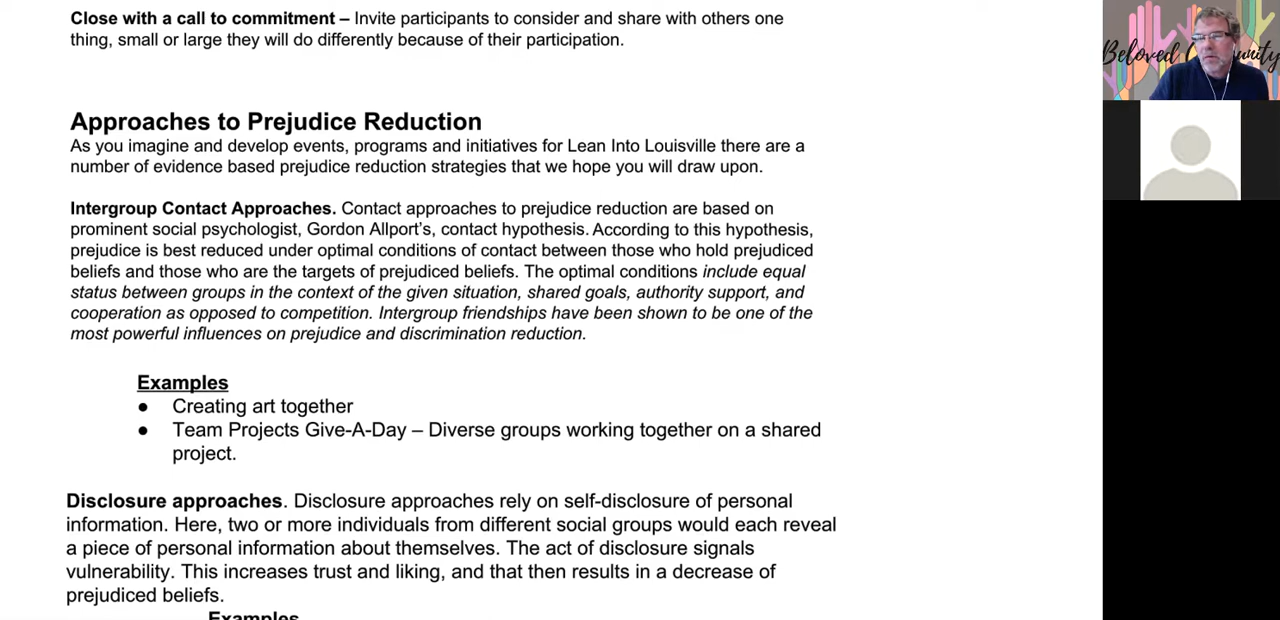 Close with a call to commitment – Invite participants to consider and share with others one
thing, small or large they will do differently because of their participation.
Approaches to Prejudice Reduction
As you imagine and develop events, programs and initiatives for Lean Into Louisville there are a
number of evidence based prejudice reduction strategies that we hope you will draw upon.
Intergroup Contact Approaches. Contact approaches to prejudice reduction are based on
prominent social psychologist, Gordon Allport's, contact hypothesis. According to this hypothesis,
prejudice is best reduced under optimal conditions of contact between those who hold prejudiced
beliefs and those who are the targets of prejudiced beliefs. The optimal conditions include equal
status between groups in the context of the given situation, shared goals, authority support, and
cooperation as opposed to competition. Intergroup friendships have been shown to be one of the
most powerful influences on prejudice and discrimination reduction.
Examples
● Creating art together
● Team Projects Give-A-Day – Diverse groups working together on a shared
project.
Disclosure approaches. Disclosure approaches rely on self-disclosure of personal
information. Here, two or more individuals from different social groups would each reveal
a piece of personal information about themselves. The act of disclosure signals
vulnerability. This increases trust and liking, and that then results in a decrease of
prejudiced beliefs.
Examples
Beloved